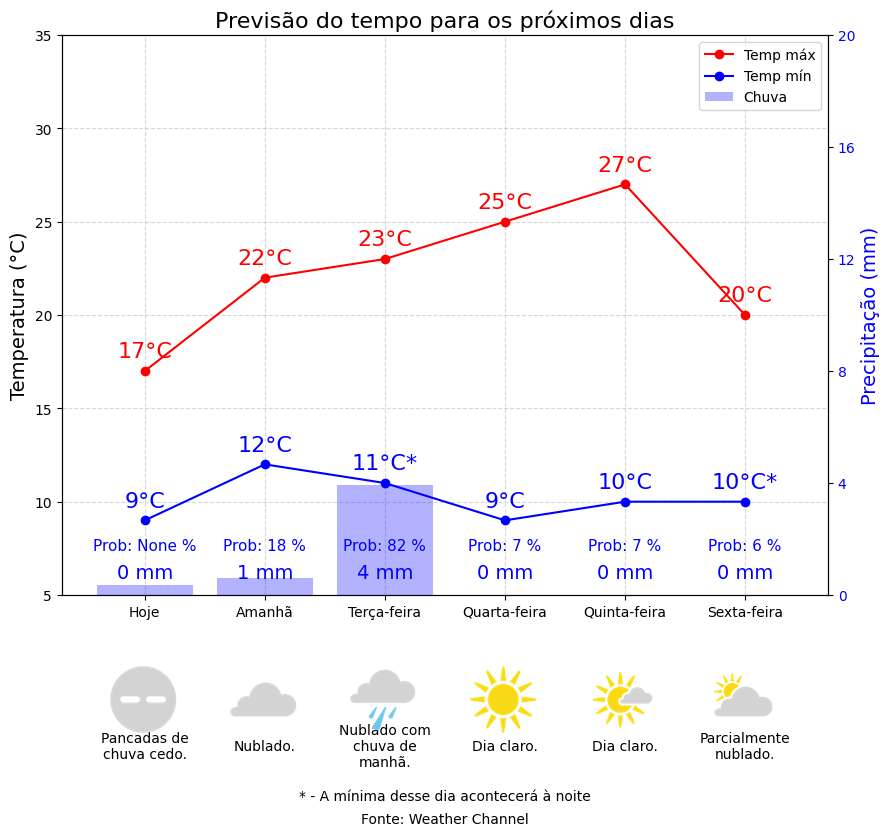 Previsão do tempo para os próximos dias
35
30
25
20
15
10
5
Temperatura (°C)
20
16
12
8
4
0
Precipitação (mm)
Temp máx
Temp mín
Chuva
17°C
22°C
23°C
25°C
27°C
20°C
9°C
12°C
11°C*
9°C
10°C
10°C*
Prob: None %
Prob: 18 %
Prob: 82 %
Prob: 7 %
Prob: 7 %
Prob: 6 %
0 mm
1 mm
4 mm
0 mm
0 mm
0 mm
Hoje
Amanhã
Terça-feira
Quarta-feira
Quinta-feira
Sexta-feira
Pancadas de
chuva cedo.
Nublado.
Nublado com
chuva de
manhã.
Dia claro.
Dia claro.
Parcialmente
nublado.
* - A mínima desse dia acontecerá à noite
Fonte: Weather Channel